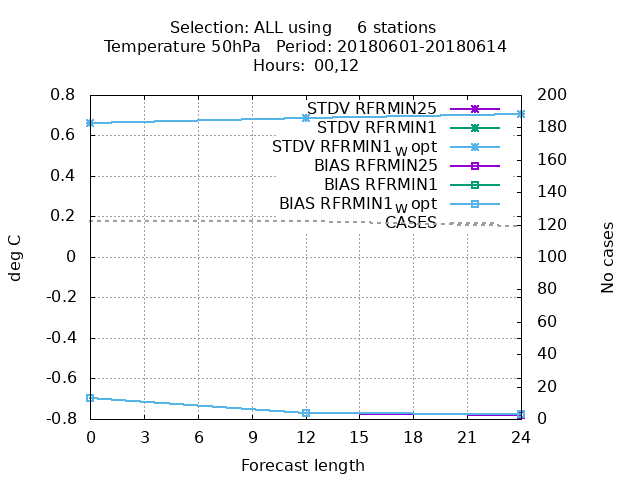 Selection: ALL using 6 stations
Temperature 50hPa Period: 20180601-20180614
Hours: 00,12
STDV RFRMIN25
STDV RFRMIN1
STDV RFRMIN1w opt
BIAS RFRMIN25
BIAS RFRMIN1
BIAS RFRMIN1w opt
CASES
deg C
0.8
0.6
0.4
0.2
0
-0.2
-0.4
-0.6
-0.8
No cases
200
180
160
140
120
100
80
60
40
20
0
0 3 6 9 12 15 18 21 24
Forecast length